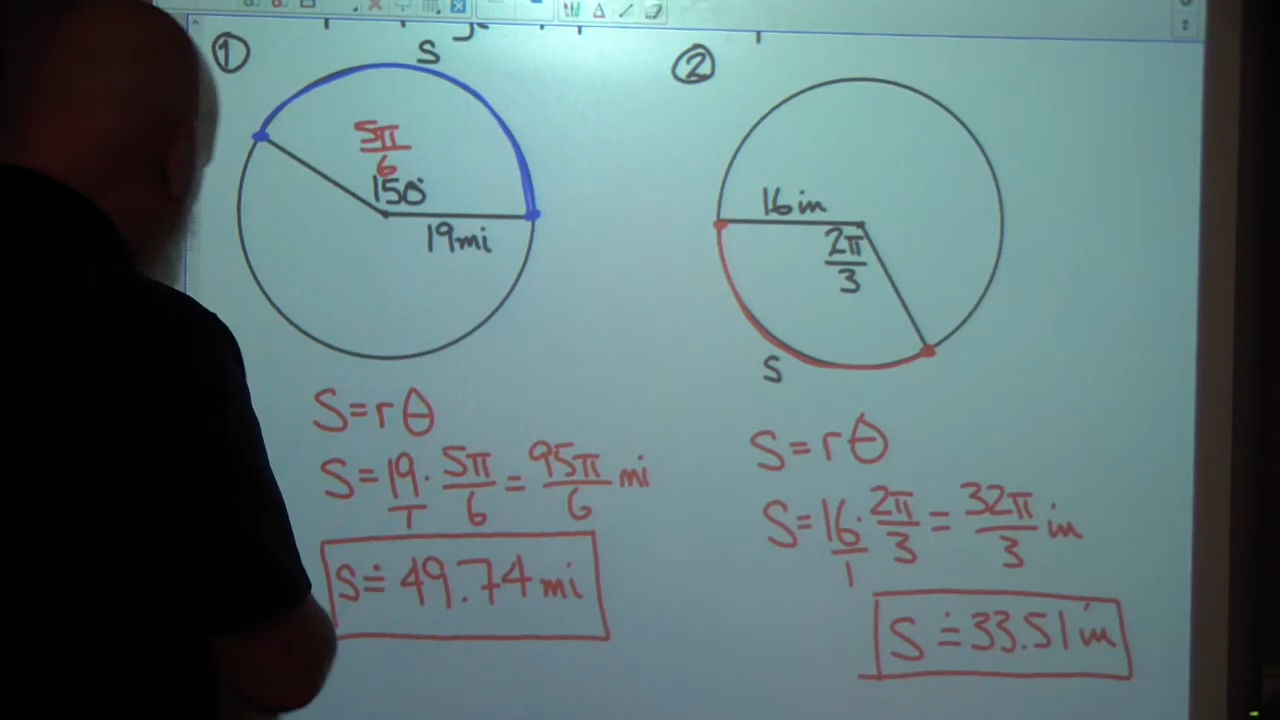 ① S
5π/6
150°
19mi
S=rθ
S=19/1·5π/6=95π/6 mi
S≐49.74mi
②
16in
2π/3
S
S=rθ
S=16/1·2π/3=32π/3 in
S≐33.51in